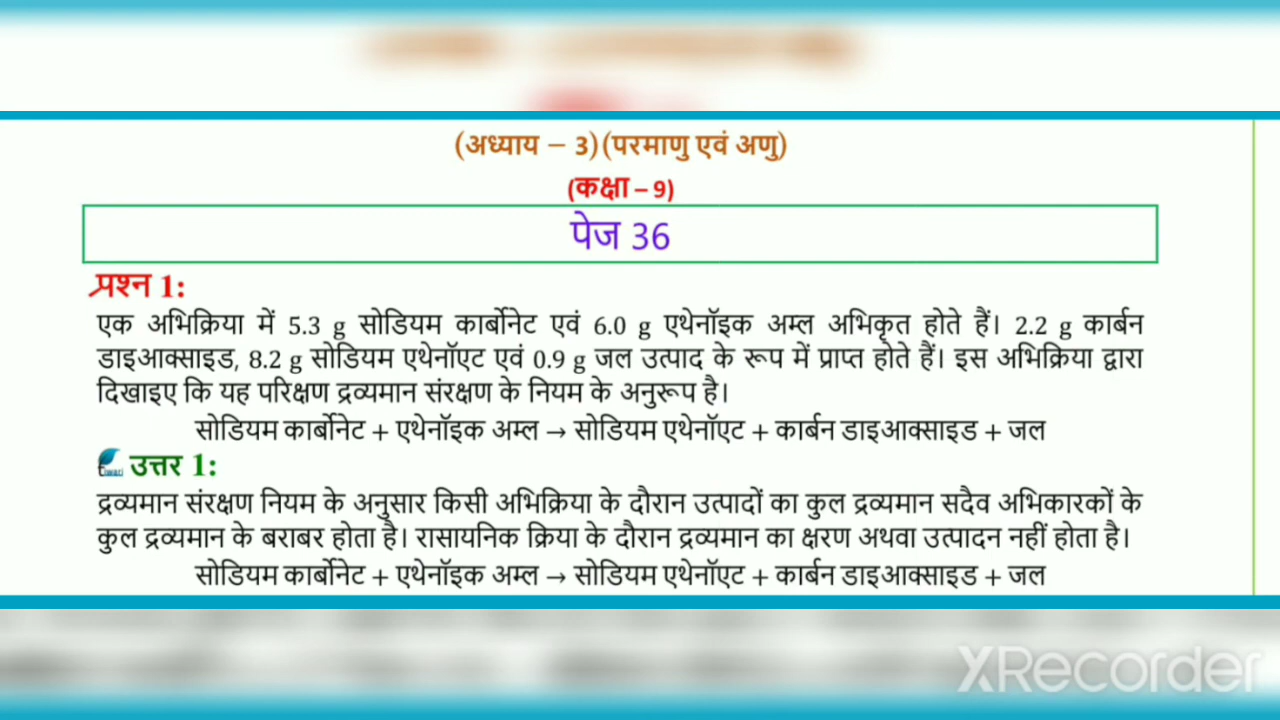 (अध्याय – 3)(परमाणु एवं अणु)
(कक्षा – 9)
पेज 36
प्रश्न 1:
एक अभिक्रिया में 5.3 g सोडियम कार्बोनेट एवं 6.0 g एथेनॉइक अम्ल अभिकृत होते हैं। 2.2 g कार्बन
डाइआक्साइड, 8.2 g सोडियम एथेनॉएट एवं 0.9 g जल उत्पाद के रूप में प्राप्त होते हैं। इस अभिक्रिया द्वारा
दिखाइए कि यह परिक्षण द्रव्यमान संरक्षण के नियम के अनुरूप है।
सोडियम कार्बोनेट + एथेनॉइक अम्ल → सोडियम एथेनॉएट + कार्बन डाइआक्साइड + जल
उत्तर 1:
द्रव्यमान संरक्षण नियम के अनुसार किसी अभिक्रिया के दौरान उत्पादों का कुल द्रव्यमान सदैव अभिकारकों के
कुल द्रव्यमान के बराबर होता है। रासायनिक क्रिया के दौरान द्रव्यमान का क्षरण अथवा उत्पादन नहीं होता है।
सोडियम कार्बोनेट + एथेनॉइक अम्ल → सोडियम एथेनॉएट + कार्बन डाइआक्साइड + जल
XRecorder